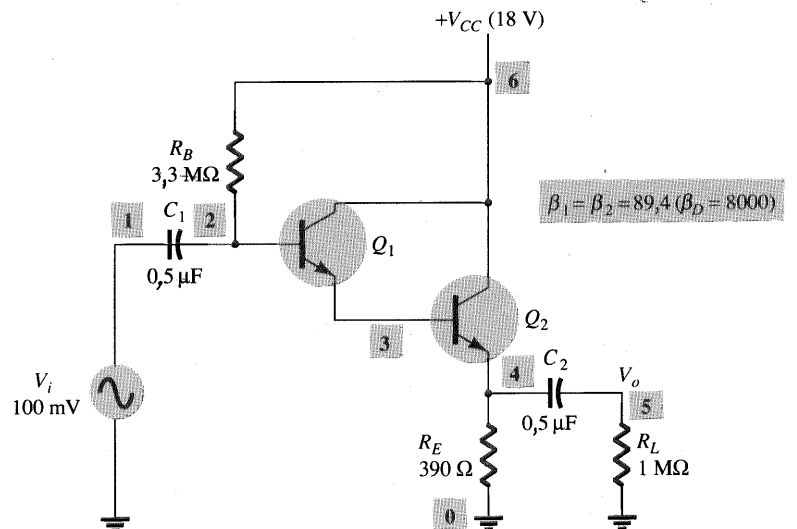 +V_CC (18 V)
6
R_B
3,3 MΩ
β₁ = β₂ = 89,4 (β_D = 8000)
1
C₁
2
Q₁
0,5 μF
Q₂
3
4
C₂
V_o
5
V_i
100 mV
0,5 μF
R_E
390 Ω
R_L
1 MΩ
0